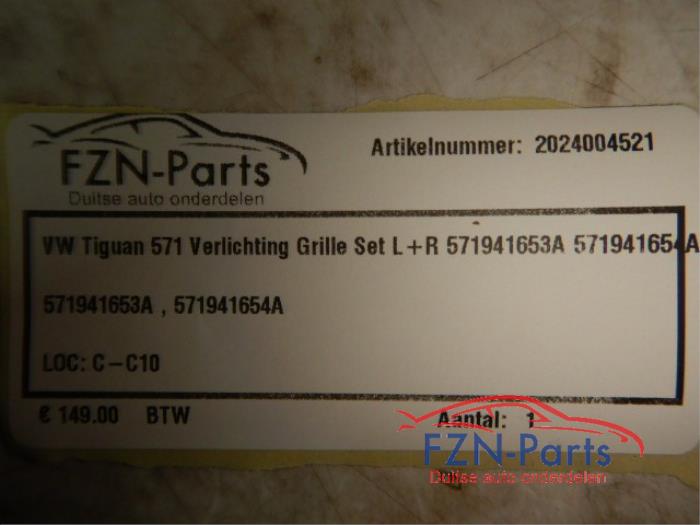 FZN-Parts
Duitse auto onderdelen
Artikelnummer: 2024004521
VW Tiguan 571 Verlichting Grille Set L+R 571941653A 571941654A
571941653A , 571941654A
LOC: C-C10
€ 149.00 BTW
Aantal: 1
FZN-Parts
Duitse auto onderdelen